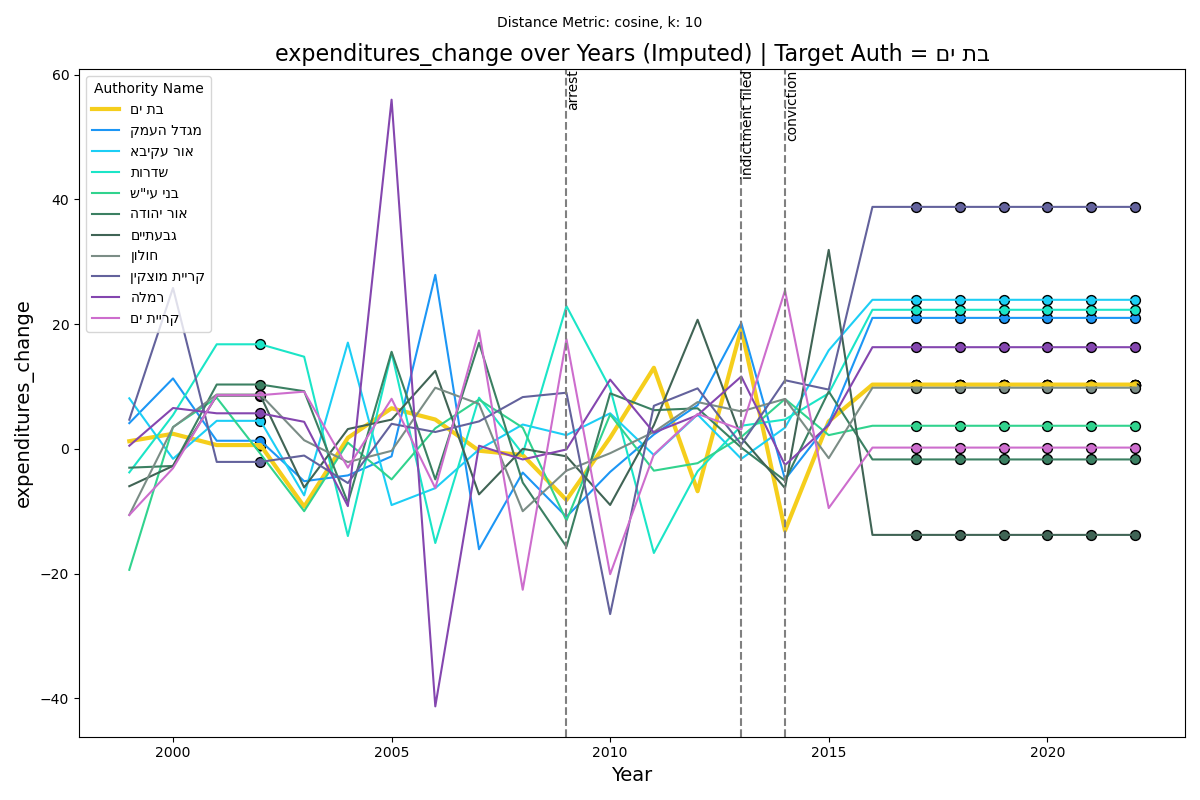 Distance Metric: cosine, k: 10
expenditures_change over Years (Imputed) | Target Auth = בת ים
Authority Name
בת ים
מגדל העמק
אור עקיבא
שדרות
בני עי"ש
אור יהודה
גבעתיים
חולון
קריית מוצקין
רמלה
קריית ים
arrest
indictment filed
conviction
expenditures_change
60
40
20
0
−20
−40
2000
2005
2010
2015
2020
Year